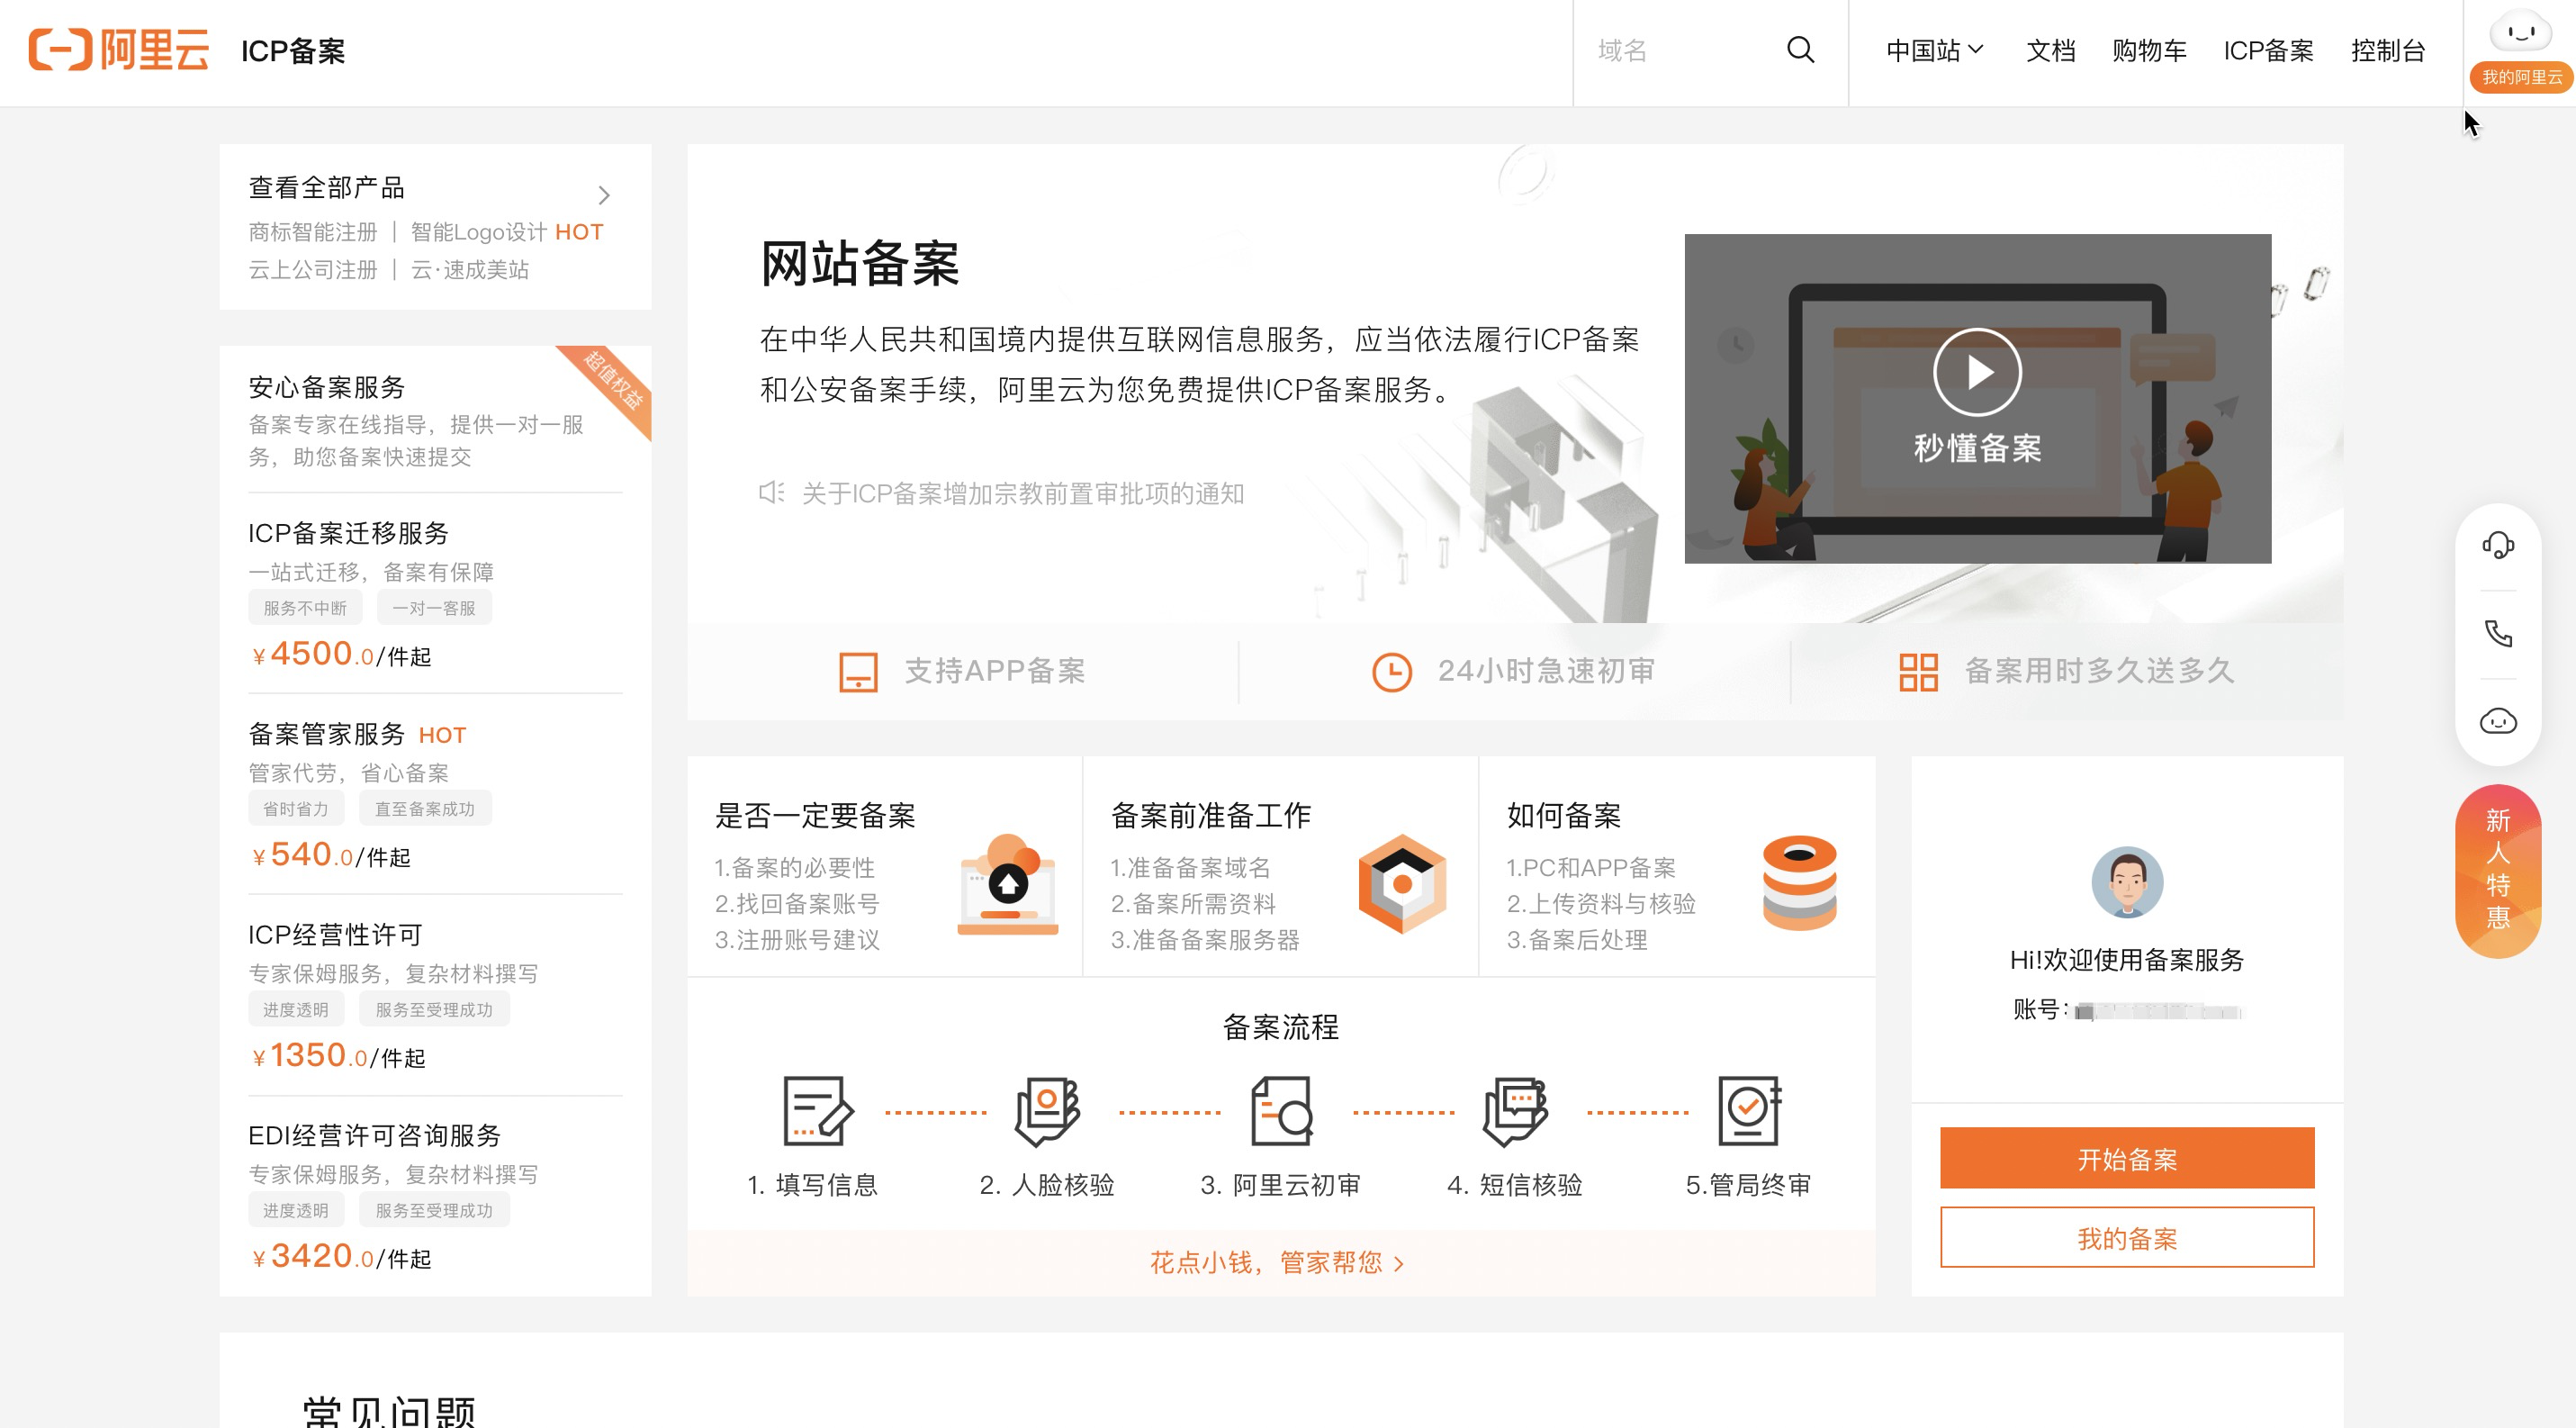 阿里云 ICP备案
域名
中国站 文档 购物车 ICP备案 控制台
我的阿里云
查看全部产品
商标智能注册 | 智能Logo设计 HOT
云上公司注册 | 云·速成美站
超值权益
安心备案服务
备案专家在线指导，提供一对一服
务，助您备案快速提交
ICP备案迁移服务
一站式迁移，备案有保障
服务不中断 一对一客服
¥4500.0/件起
备案管家服务 HOT
管家代劳，省心备案
省时省力 直至备案成功
¥540.0/件起
ICP经营性许可
专家保姆服务，复杂材料撰写
进度透明 服务至受理成功
¥1350.0/件起
EDI经营许可咨询服务
专家保姆服务，复杂材料撰写
进度透明 服务至受理成功
¥3420.0/件起
网站备案
在中华人民共和国境内提供互联网信息服务，应当依法履行ICP备案
和公安备案手续，阿里云为您免费提供ICP备案服务。
关于ICP备案增加宗教前置审批项的通知
秒懂备案
支持APP备案
24小时急速初审
备案用时多久送多久
是否一定要备案
1.备案的必要性
2.找回备案账号
3.注册账号建议
备案前准备工作
1.准备备案域名
2.备案所需资料
3.准备备案服务器
如何备案
1.PC和APP备案
2.上传资料与核验
3.备案后处理
备案流程
1. 填写信息
2. 人脸核验
3. 阿里云初审
4. 短信核验
5.管局终审
花点小钱，管家帮您 >
Hi!欢迎使用备案服务
账号:
开始备案
我的备案
新人特惠
常见问题